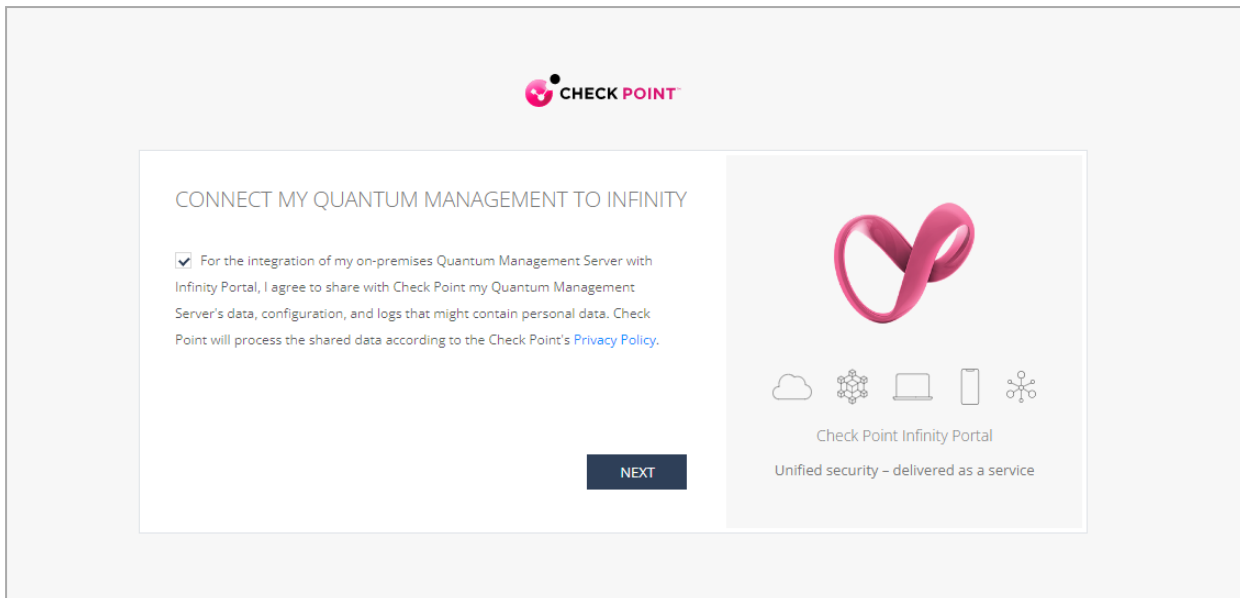 CHECK POINT™
CONNECT MY QUANTUM MANAGEMENT TO INFINITY
For the integration of my on-premises Quantum Management Server with
Infinity Portal, I agree to share with Check Point my Quantum Management
Server's data, configuration, and logs that might contain personal data. Check
Point will process the shared data according to the Check Point's Privacy Policy.
NEXT
Check Point Infinity Portal
Unified security – delivered as a service